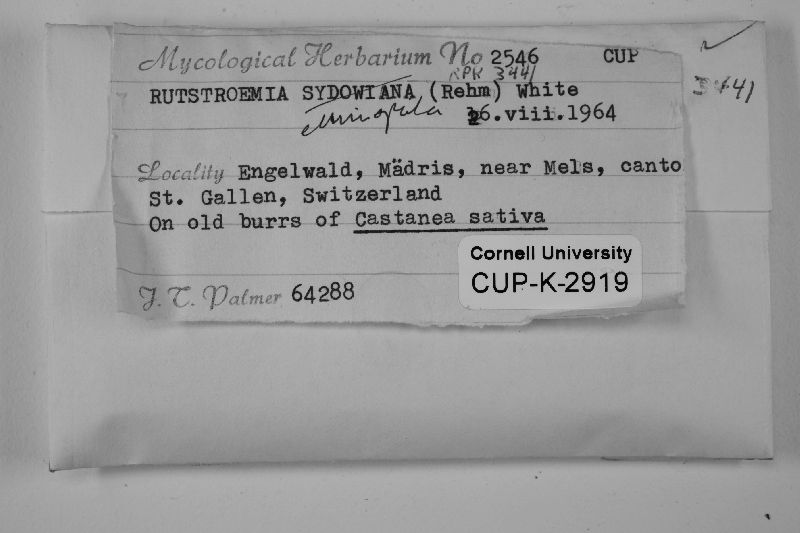 Mycological Herbarium No 2546 CUP
RPK 3441
3441
RUTSTROEMIA SYDOWIANA (Rehm) White
26.viii.1964
Locality Engelwald, Mädris, near Mels, canto
St. Gallen, Switzerland
On old burrs of Castanea sativa
Cornell University
CUP-K-2919
J. T. Palmer 64288